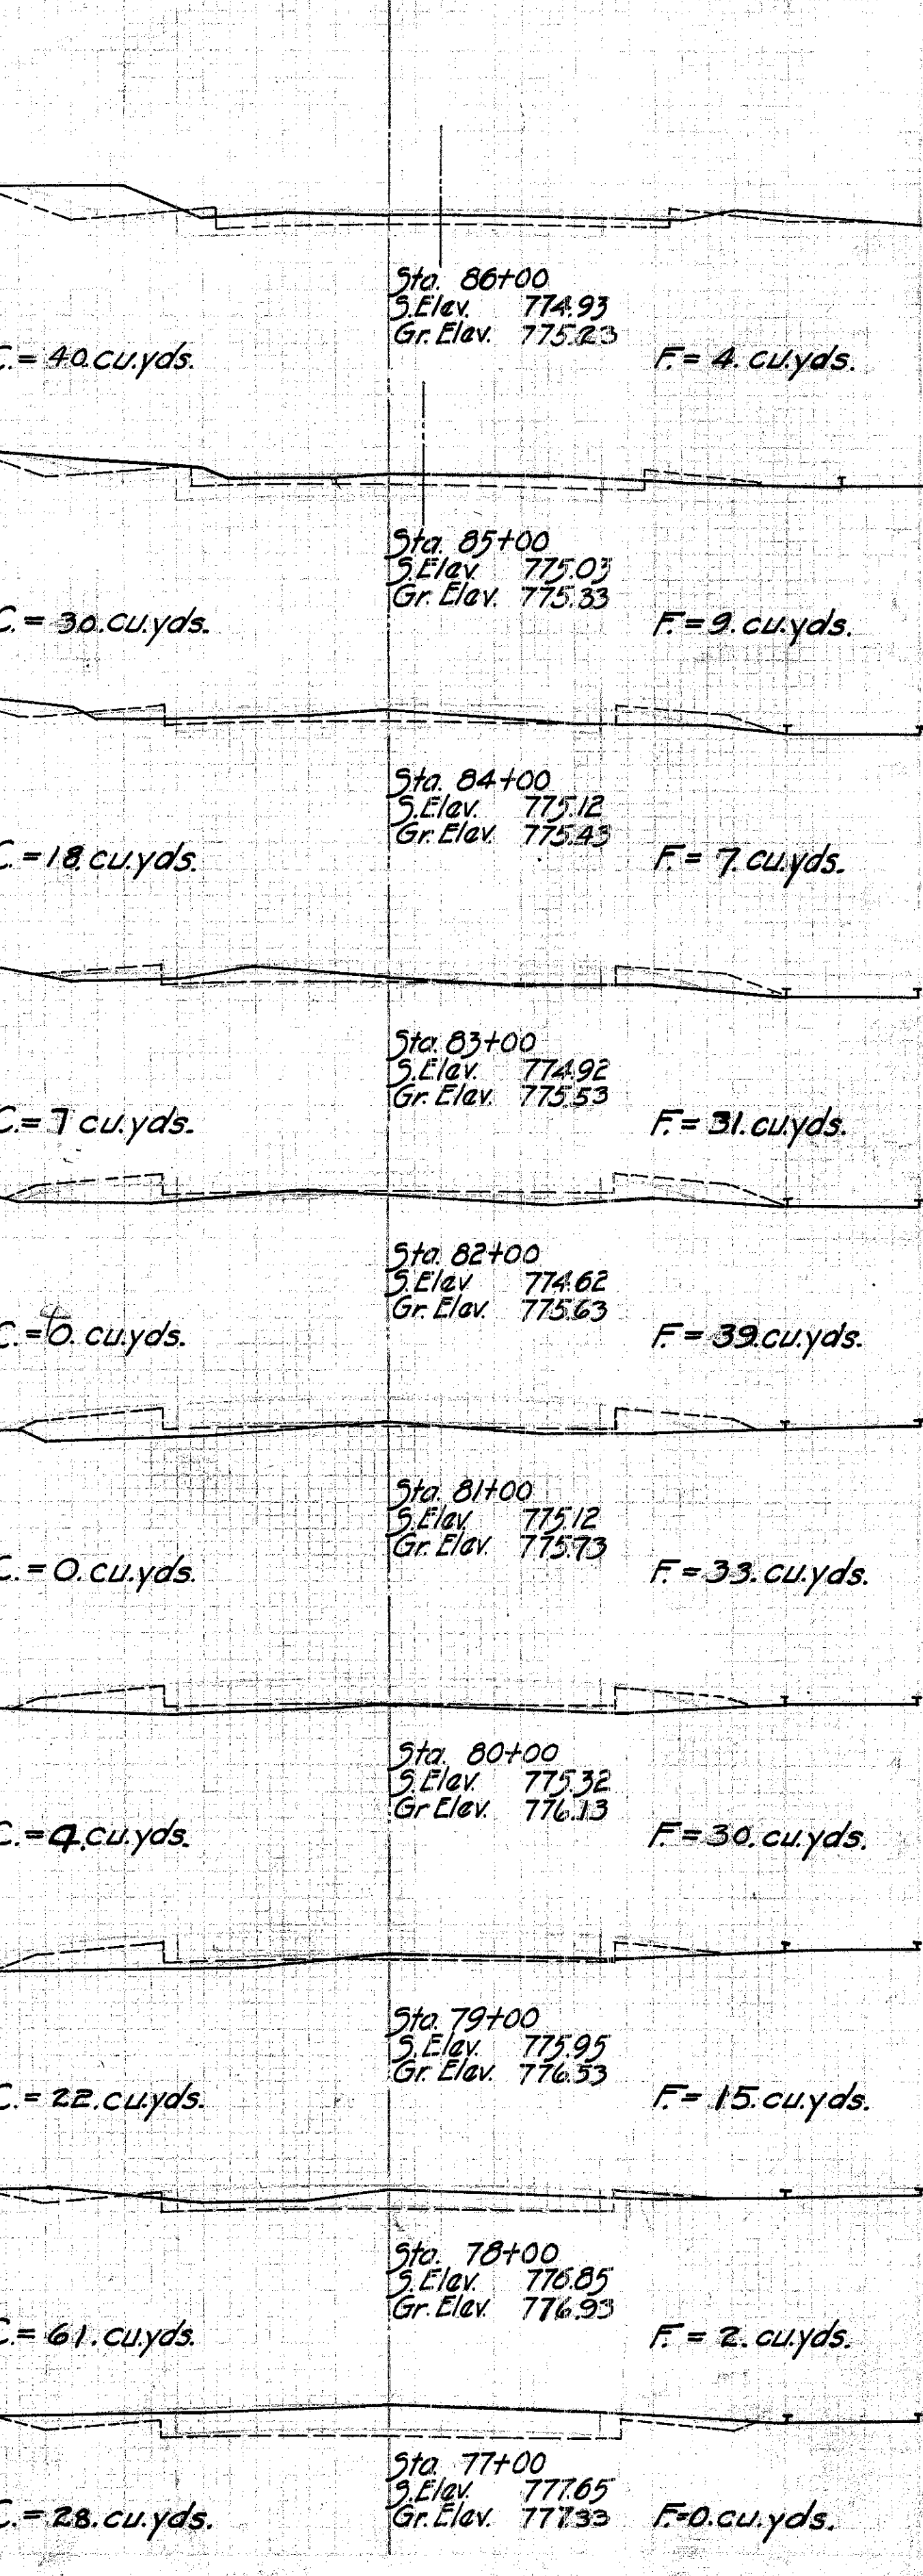 Sta. 86+00
S.Elev. 774.93
Gr. Elev. 775.23
C.= 40.cu.yds. F.= 4. cu.yds.
Sta. 85+00
S.Elev. 775.03
Gr. Elev. 775.33
C.= 30.cu.yds. F.=9. cu.yds.
Sta. 84+00
S.Elev. 775.12
Gr. Elev. 775.43
C.=18.cu.yds. F.= 7. cu.yds.
Sta. 83+00
S.Elev. 774.92
Gr. Elev. 775.53
C.= 7 cu.yds. F.= 31. cu.yds.
Sta. 82+00
S.Elev 774.62
Gr. Elev. 775.63
C.=0. cu.yds. F.= 39.cu.yds.
Sta. 81+00
S.Elev. 775.12
Gr. Elev. 775.73
C.=0.cu.yds. F.=33. cu.yds.
Sta. 80+00
S.Elev. 775.32
Gr Elev. 776.13
cu.yds. F.=30. cu.yds.
Sta. 79+00
S.Elev. 775.95
Gr. Elev. 776.53
C.= 22.cu.yds. F.= 15. cu.yds.
Sta. 78+00
S.Elev. 776.85
Gr. Elev. 776.93
C.= 61. cu.yds. F.= 2. cu.yds.
Sta. 77+00
S.Elev. 777.65
Gr. Elev. 777.33
C.= 28. cu.yds. F.=0.cu.yds.